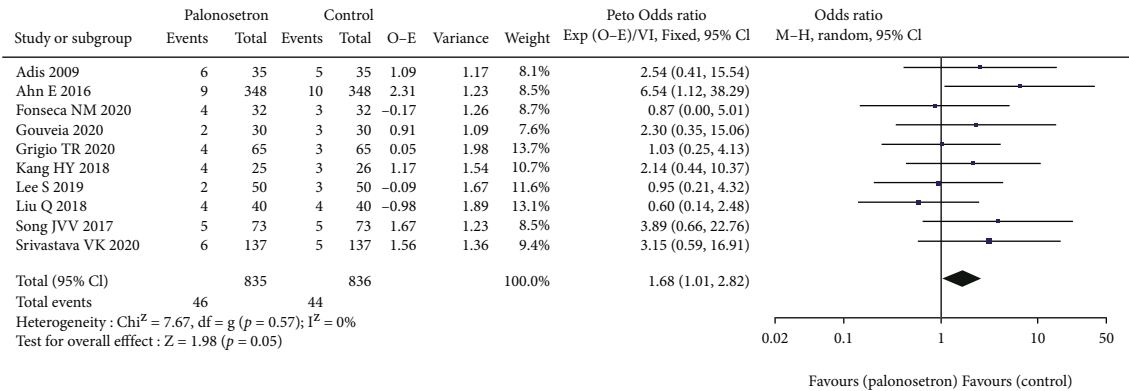 Palonosetron Control Peto Odds ratio Odds ratio
Study or subgroup Events Total Events Total O–E Variance Weight Exp (O–E)/VI, Fixed, 95% Cl M–H, random, 95% Cl
Adis 2009 6 35 5 35 1.09 1.17 8.1% 2.54 (0.41, 15.54)
Ahn E 2016 9 348 10 348 2.31 1.23 8.5% 6.54 (1.12, 38.29)
Fonseca NM 2020 4 32 3 32 –0.17 1.26 8.7% 0.87 (0.00, 5.01)
Gouveia 2020 2 30 3 30 0.91 1.09 7.6% 2.30 (0.35, 15.06)
Grigio TR 2020 4 65 3 65 0.05 1.98 13.7% 1.03 (0.25, 4.13)
Kang HY 2018 4 25 3 26 1.17 1.54 10.7% 2.14 (0.44, 10.37)
Lee S 2019 2 50 3 50 –0.09 1.67 11.6% 0.95 (0.21, 4.32)
Liu Q 2018 4 40 4 40 –0.98 1.89 13.1% 0.60 (0.14, 2.48)
Song JVV 2017 5 73 5 73 1.67 1.23 8.5% 3.89 (0.66, 22.76)
Srivastava VK 2020 6 137 5 137 1.56 1.36 9.4% 3.15 (0.59, 16.91)
Total (95% Cl) 835 836 100.0% 1.68 (1.01, 2.82)
Total events 46 44
Heterogeneity : Chi^z = 7.67, df = g (p = 0.57); I^z = 0%
Test for overall efffect : Z = 1.98 (p = 0.05)
0.02 0.1 1 10 50
Favours (palonosetron) Favours (control)